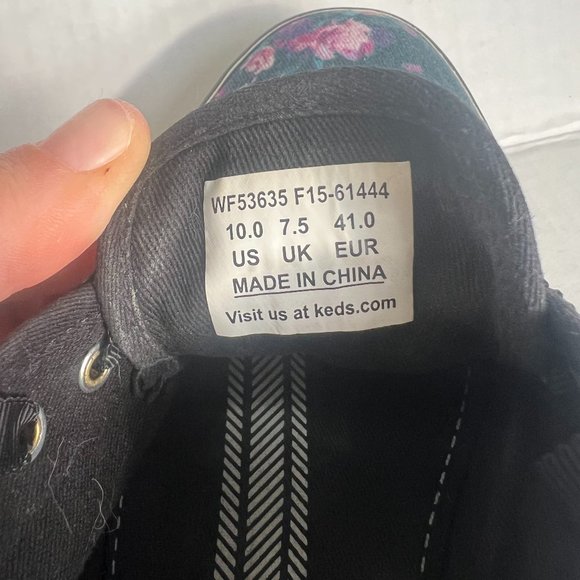 WF53635 F15-61444
10.0 7.5 41.0
US UK EUR
MADE IN CHINA
Visit us at keds.com